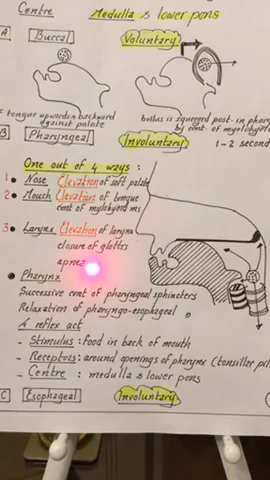 Centre Medulla & lower pons
A Buccal Voluntary
tongue upwards & backward
against palate
bolus is squeezed post. in phar
by cont. of mylohyoid
B Pharyngeal Involuntary 1-2 second
One out of 4 ways :
1 • Nose Elevation of soft palate
2 • Mouth Elevation of tongue
cont. of mylohyoid ms
3 • Larynx Elevation of larynx
closure of glottis
apnea
• Pharynx
Successive cont of pharyngeal sphincters
Relaxation of pharyngo-esophageal
A reflex act
- Stimulus : food in back of mouth
- Receptors : around openings of pharynx (tonsillar pil
- Centre : medulla & lower pons
C Esophageal Involuntary